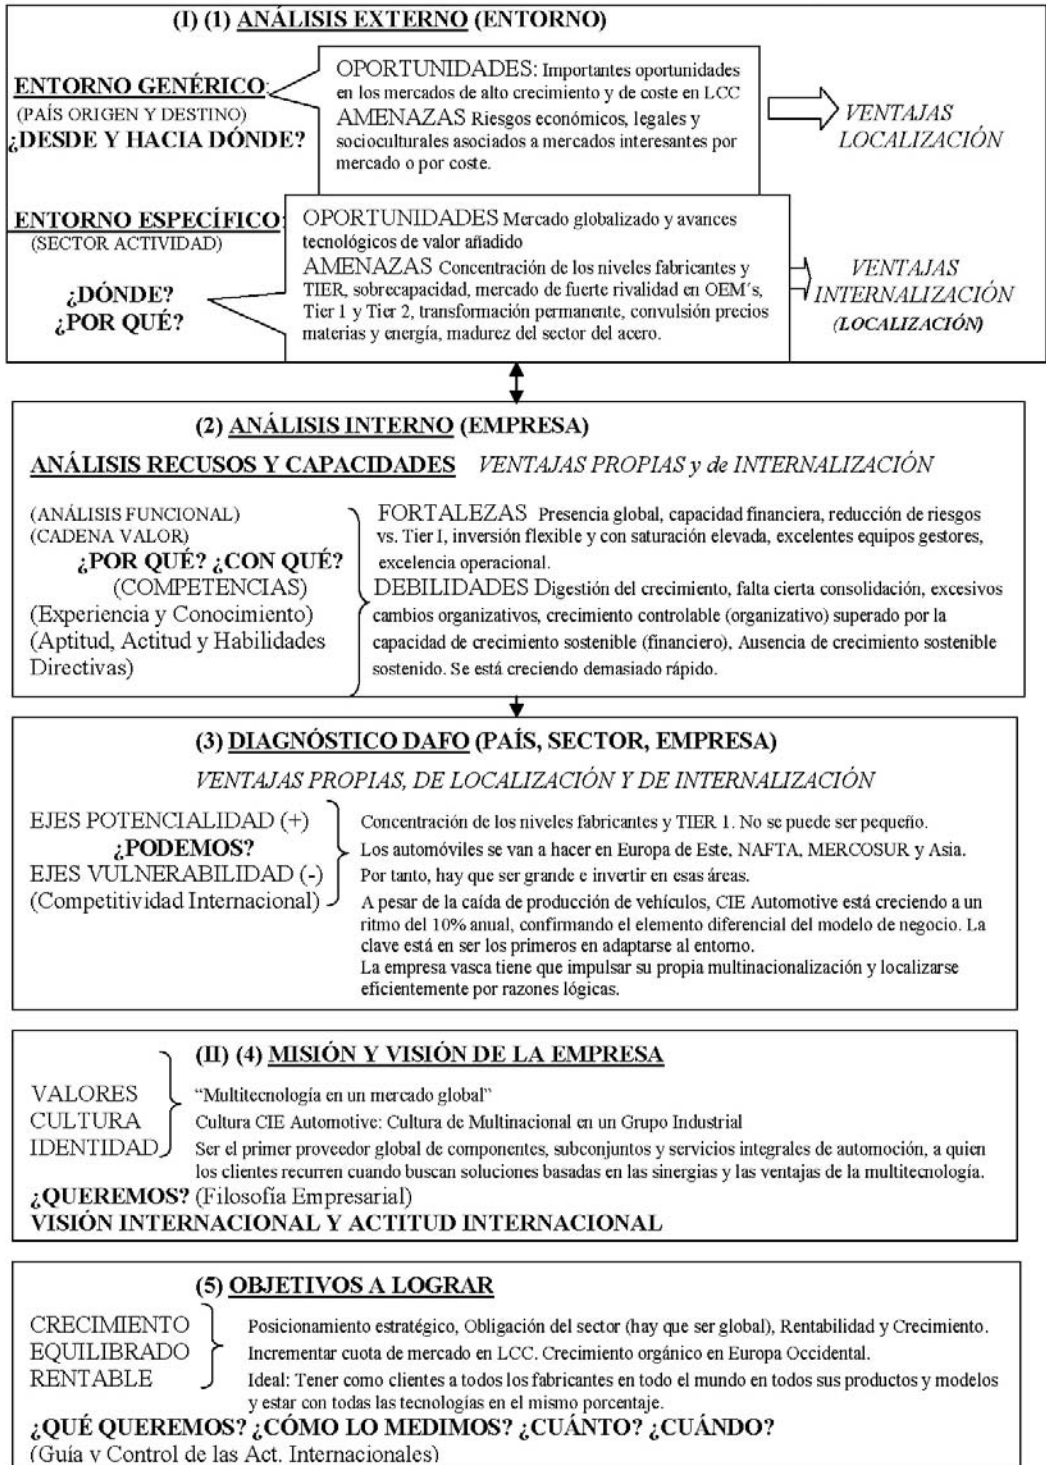 (I) (1) ANÁLISIS EXTERNO (ENTORNO)
ENTORNO GENÉRICO:
(PAÍS ORIGEN Y DESTINO)
¿DESDE Y HACIA DÓNDE?
OPORTUNIDADES: Importantes oportunidades
en los mercados de alto crecimiento y de coste en LCC
AMENAZAS Riesgos económicos, legales y
socioculturales asociados a mercados interesantes por
mercado o por coste.
VENTAJAS
LOCALIZACIÓN
ENTORNO ESPECÍFICO:
(SECTOR ACTIVIDAD)
¿DÓNDE?
¿POR QUÉ?
OPORTUNIDADES Mercado globalizado y avances
tecnológicos de valor añadido
AMENAZAS Concentración de los niveles fabricantes y
TIER, sobrecapacidad, mercado de fuerte rivalidad en OEM´s,
Tier 1 y Tier 2, transformación permanente, convulsión precios
materias y energía, madurez del sector del acero.
VENTAJAS
INTERNALIZACIÓN
(LOCALIZACIÓN)
(2) ANÁLISIS INTERNO (EMPRESA)
ANÁLISIS RECUSOS Y CAPACIDADES VENTAJAS PROPIAS y de INTERNALIZACIÓN
(ANÁLISIS FUNCIONAL)
(CADENA VALOR)
¿POR QUÉ? ¿CON QUÉ?
(COMPETENCIAS)
(Experiencia y Conocimiento)
(Aptitud, Actitud y Habilidades
Directivas)
FORTALEZAS Presencia global, capacidad financiera, reducción de riesgos
vs. Tier I, inversión flexible y con saturación elevada, excelentes equipos gestores,
excelencia operacional.
DEBILIDADES Digestión del crecimiento, falta cierta consolidación, excesivos
cambios organizativos, crecimiento controlable (organizativo) superado por la
capacidad de crecimiento sostenible (financiero), Ausencia de crecimiento sostenible
sostenido. Se está creciendo demasiado rápido.
(3) DIAGNÓSTICO DAFO (PAÍS, SECTOR, EMPRESA)
VENTAJAS PROPIAS, DE LOCALIZACIÓN Y DE INTERNALIZACIÓN
EJES POTENCIALIDAD (+)
¿PODEMOS?
EJES VULNERABILIDAD (-)
(Competitividad Internacional)
Concentración de los niveles fabricantes y TIER 1. No se puede ser pequeño.
Los automóviles se van a hacer en Europa de Este, NAFTA, MERCOSUR y Asia.
Por tanto, hay que ser grande e invertir en esas áreas.
A pesar de la caída de producción de vehículos, CIE Automotive está creciendo a un
ritmo del 10% anual, confirmando el elemento diferencial del modelo de negocio. La
clave está en ser los primeros en adaptarse al entorno.
La empresa vasca tiene que impulsar su propia multinacionalización y localizarse
eficientemente por razones lógicas.
(II) (4) MISIÓN Y VISIÓN DE LA EMPRESA
VALORES
CULTURA
IDENTIDAD
“Multitecnología en un mercado global”
Cultura CIE Automotive: Cultura de Multinacional en un Grupo Industrial
Ser el primer proveedor global de componentes, subconjuntos y servicios integrales de automoción, a quien
los clientes recurren cuando buscan soluciones basadas en las sinergias y las ventajas de la multitecnología.
¿QUEREMOS? (Filosofía Empresarial)
VISIÓN INTERNACIONAL Y ACTITUD INTERNACIONAL
(5) OBJETIVOS A LOGRAR
CRECIMIENTO
EQUILIBRADO
RENTABLE
Posicionamiento estratégico, Obligación del sector (hay que ser global), Rentabilidad y Crecimiento.
Incrementar cuota de mercado en LCC. Crecimiento orgánico en Europa Occidental.
Ideal: Tener como clientes a todos los fabricantes en todo el mundo en todos sus productos y modelos
y estar con todas las tecnologías en el mismo porcentaje.
¿QUÉ QUEREMOS? ¿CÓMO LO MEDIMOS? ¿CUÁNTO? ¿CUÁNDO?
(Guía y Control de las Act. Internacionales)